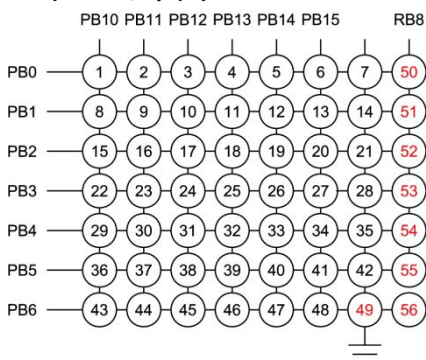 PB10 PB11 PB12 PB13 PB14 PB15 RB8
PB0 1 2 3 4 5 6 7 50
PB1 8 9 10 11 12 13 14 51
PB2 15 16 17 18 19 20 21 52
PB3 22 23 24 25 26 27 28 53
PB4 29 30 31 32 33 34 35 54
PB5 36 37 38 39 40 41 42 55
PB6 43 44 45 46 47 48 49 56